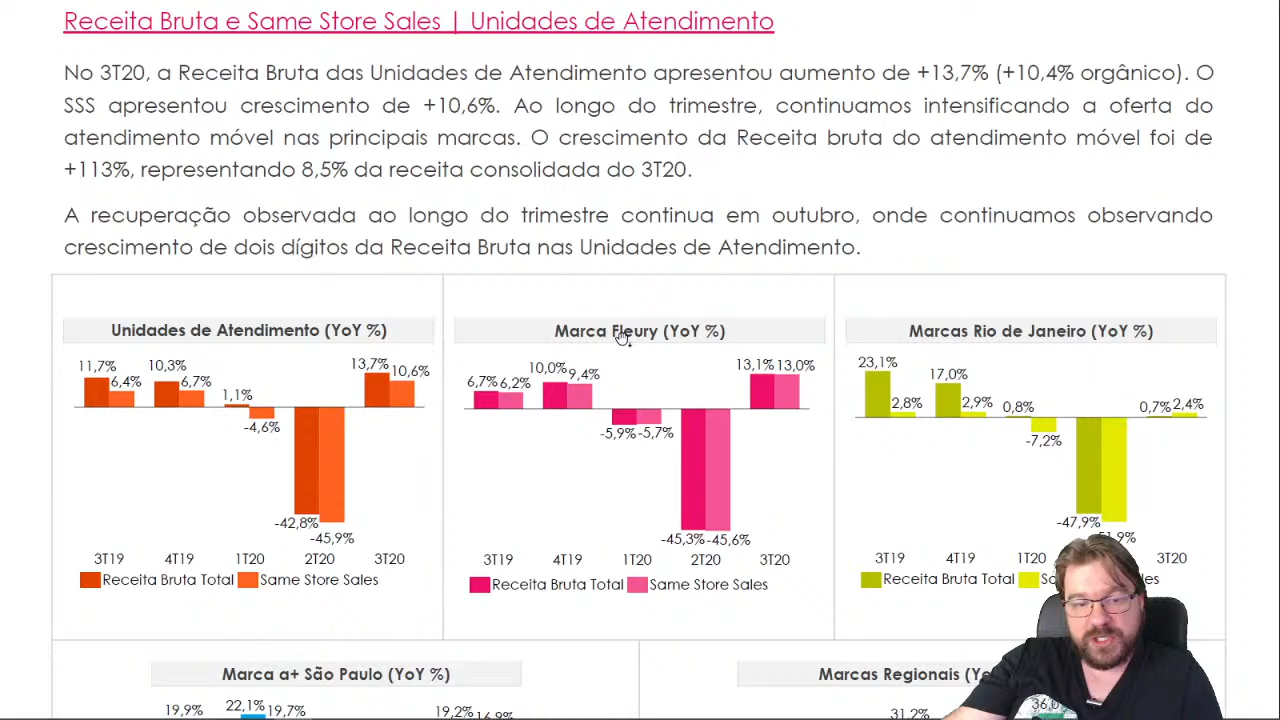 Receita Bruta e Same Store Sales | Unidades de Atendimento
No 3T20, a Receita Bruta das Unidades de Atendimento apresentou aumento de +13,7% (+10,4% orgânico). O
SSS apresentou crescimento de +10,6%. Ao longo do trimestre, continuamos intensificando a oferta do
atendimento móvel nas principais marcas. O crescimento da Receita bruta do atendimento móvel foi de
+113%, representando 8,5% da receita consolidada do 3T20.
A recuperação observada ao longo do trimestre continua em outubro, onde continuamos observando
crescimento de dois dígitos da Receita Bruta nas Unidades de Atendimento.
Unidades de Atendimento (YoY %)
11,7% 6,4% 10,3% 6,7% 1,1% -4,6% -42,8% -45,9% 13,7% 10,6%
3T19 4T19 1T20 2T20 3T20
Receita Bruta Total Same Store Sales
Marca Fleury (YoY %)
6,7% 6,2% 10,0% 9,4% -5,9% -5,7% -45,3% -45,6% 13,1% 13,0%
3T19 4T19 1T20 2T20 3T20
Receita Bruta Total Same Store Sales
Marcas Rio de Janeiro (YoY %)
23,1% 2,8% 17,0% 2,9% 0,8% -7,2% -47,9% 0,7% 2,4%
3T19 4T19 1T20 3T20
Receita Bruta Total
Marca a+ São Paulo (YoY %)
19,9% 22,1% 19,7% 19,2% 16,9%
Marcas Regionais
31,2% 36,0%